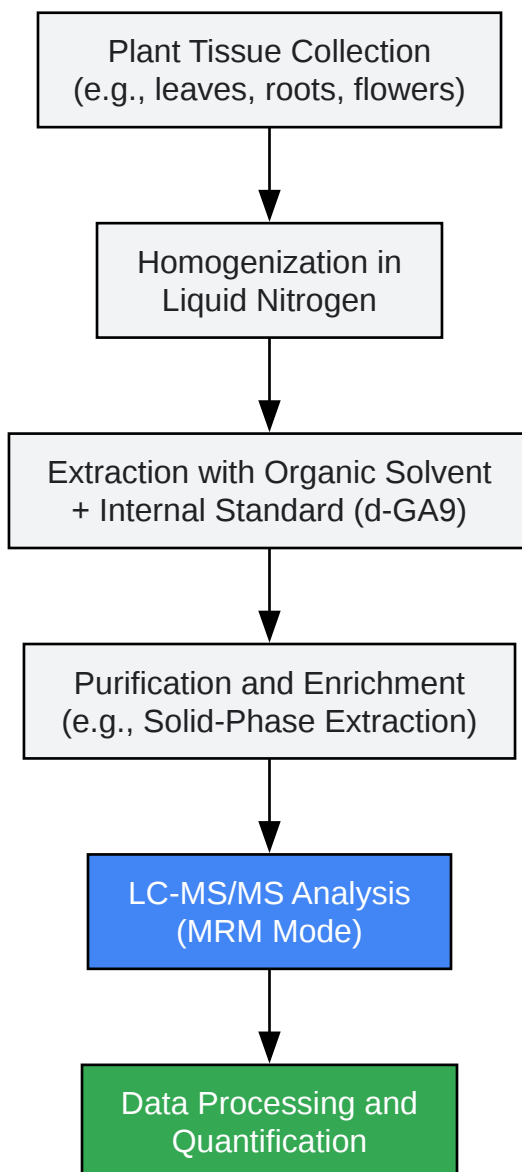 Plant Tissue Collection
(e.g., leaves, roots, flowers)
Homogenization in
Liquid Nitrogen
Extraction with Organic Solvent
+ Internal Standard (d-GA9)
Purification and Enrichment
(e.g., Solid-Phase Extraction)
LC-MS/MS Analysis
(MRM Mode)
Data Processing and
Quantification